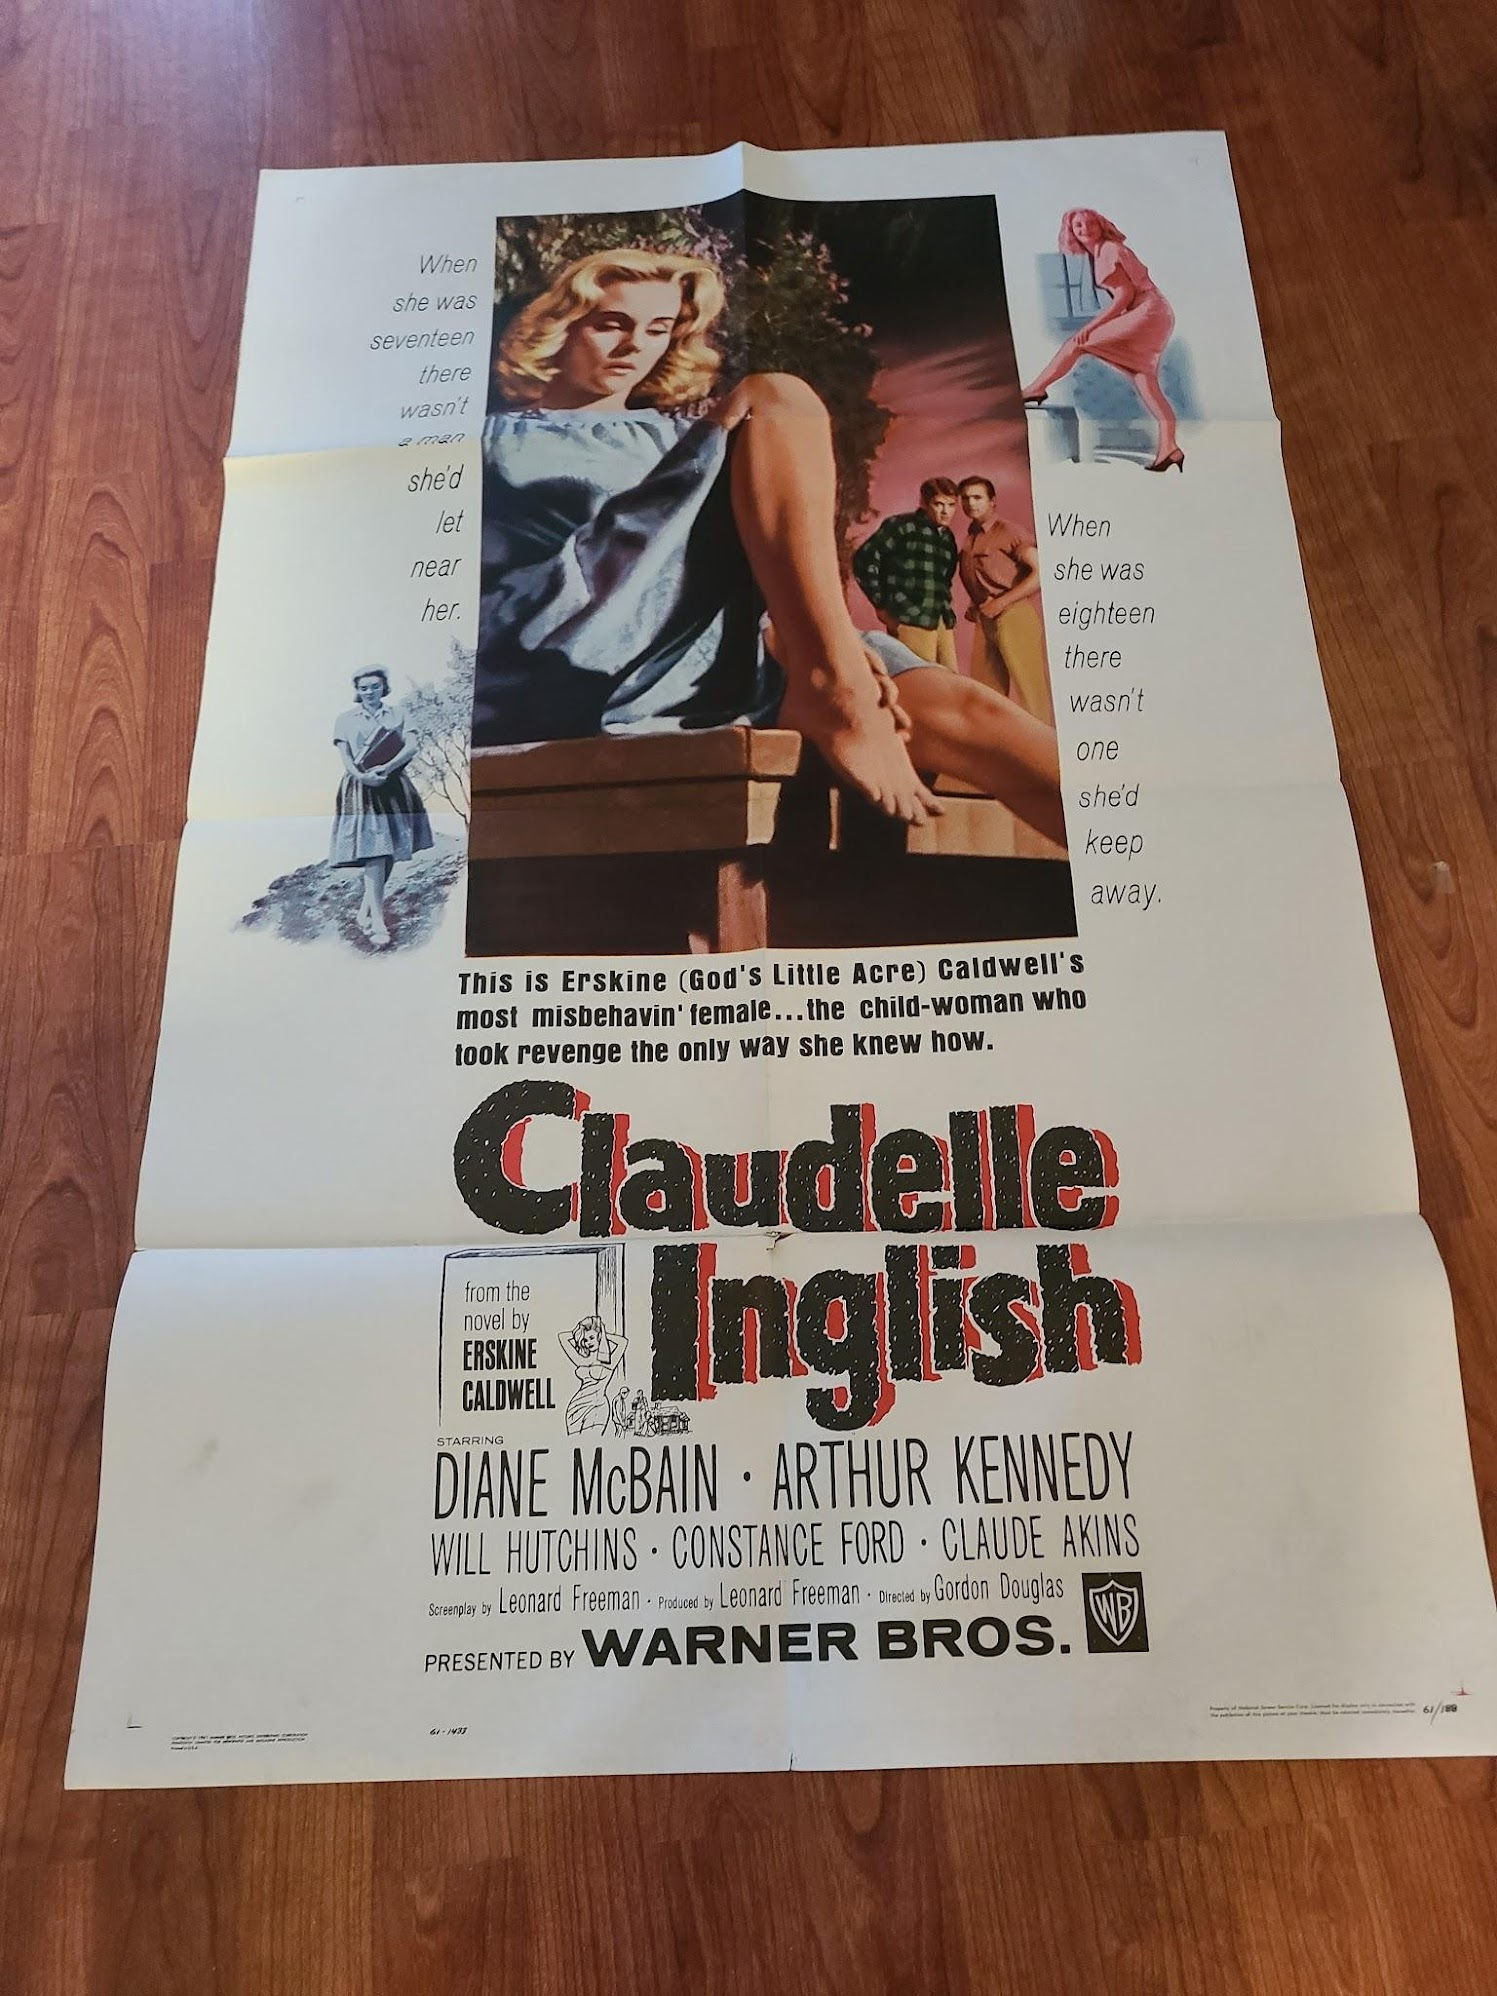 When
she was
seventeen
there
wasn't
a man
she'd
let
near
her.
When
she was
eighteen
there
wasn't
one
she'd
keep
away.
This is Erskine (God's Little Acre) Caldwell's
most misbehavin' female...the child-woman who
took revenge the only way she knew how.
Claudelle
Inglish
from the
novel by
ERSKINE
CALDWELL
STARRING
DIANE McBAIN · ARTHUR KENNEDY
WILL HUTCHINS · CONSTANCE FORD · CLAUDE AKINS
Screenplay by Leonard Freeman · Produced by Leonard Freeman · Directed by Gordon Douglas
WB
PRESENTED BY WARNER BROS.
61-1433
61/188